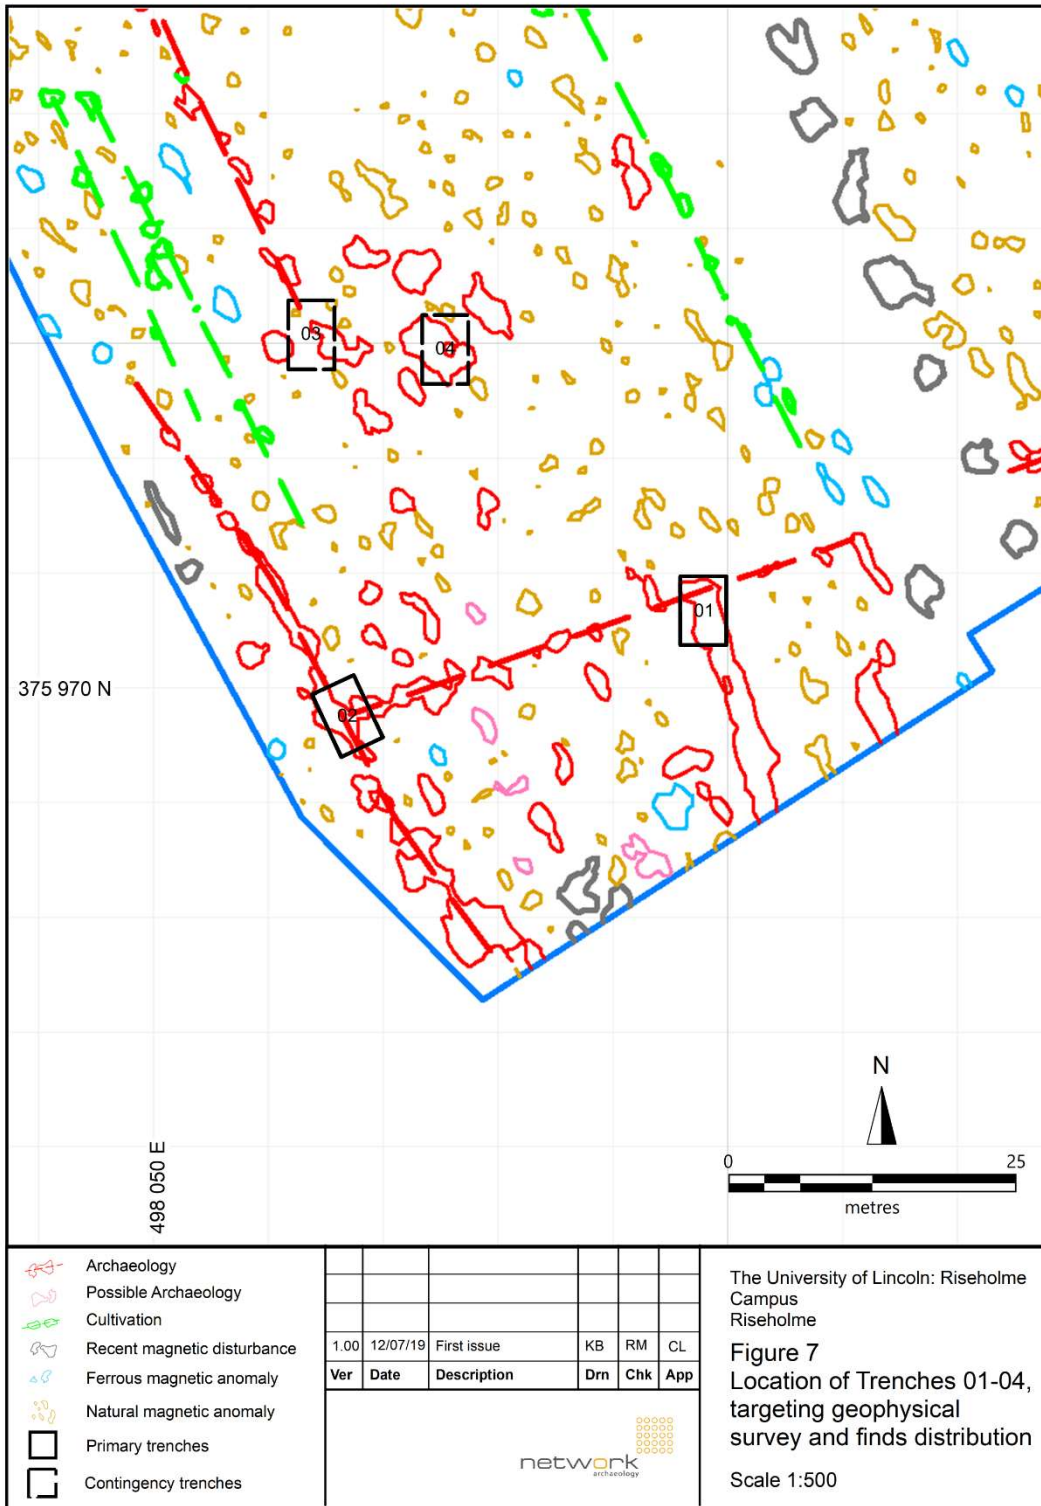 03
04
01
02
375 970 N
498 050 E
N
0 25
metres
Archaeology
Possible Archaeology
Cultivation
Recent magnetic disturbance
Ferrous magnetic anomaly
Natural magnetic anomaly
Primary trenches
Contingency trenches
1.00 12/07/19 First issue KB RM CL
Ver Date Description Drn Chk App
network
archaeology
The University of Lincoln: Riseholme
Campus
Riseholme
Figure 7
Location of Trenches 01-04,
targeting geophysical
survey and finds distribution
Scale 1:500